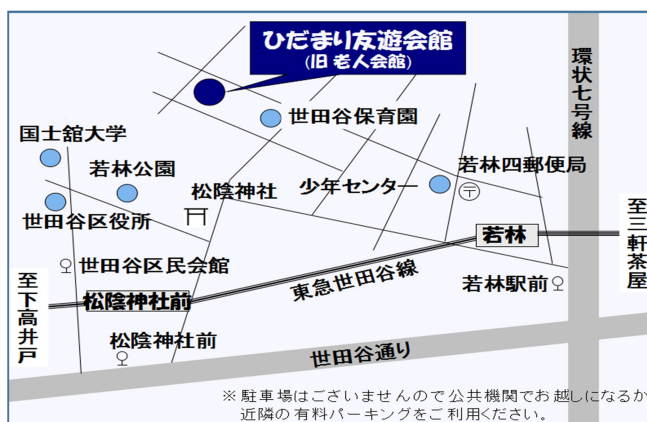 ひだまり友遊会館
(旧 老人会館)
環状七号線
世田谷保育園
国士舘大学
若林公園
松陰神社
少年センター
若林四郵便局
世田谷区役所
若林
至三軒茶屋
世田谷区民会館
東急世田谷線
若林駅前
至下高井戸
松陰神社前
松陰神社前
世田谷通り
※駐車場はございませんので公共機関でお越しになるか
近隣の有料パーキングをご利用ください。